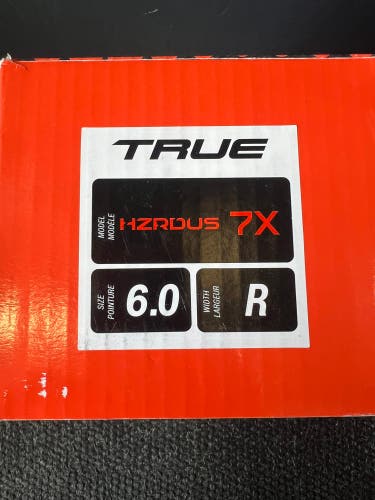 TRUE
MODEL
MODÈLE
HZRDUS 7X
SIZE
POINTURE
6.0
WIDTH
LARGEUR
R